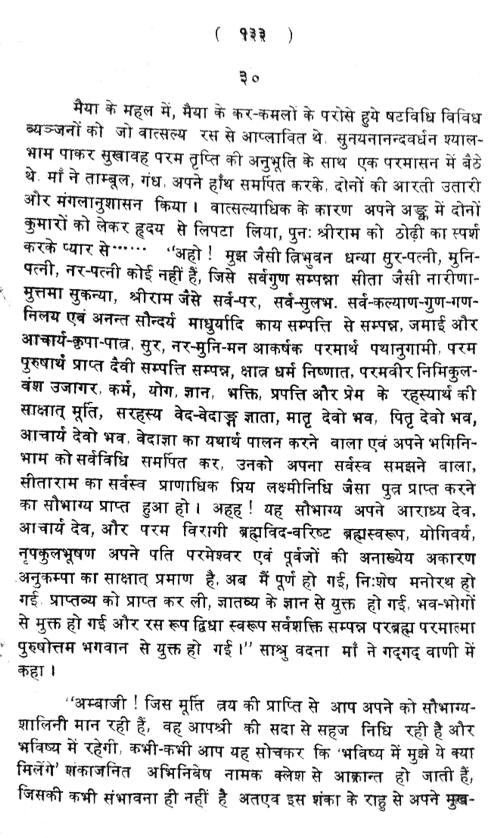 ( १३३ )
३०
मैया के महल में, मैया के कर-कमलों के परोसे हुये षटविधि विविध
ब्यञ्जनों को जो वात्सल्य रस से आप्लावित थे. सुनयनानन्दवर्धन श्याल-
भाम पाकर सुखावह परम तृप्ति की अनुभूति के साथ एक परमासन में बैठे
थे. माँ ने ताम्बूल, गंध, अपने हाँथ समर्पित करके, दोनों की आरती उतारी
और मंगलानुशासन किया । वात्सल्याधिक के कारण अपने अङ्क में दोनों
कुमारों को लेकर हृदय से लिपटा लिया, पुनः श्रीराम को ठोढ़ी का स्पर्श
करके प्यार से...... "अहो ! मुझ जैसी त्रिभुवन धन्या सुर-पत्नी, मुनि-
पत्नी, नर-पत्नी कोई नहीं हैं, जिसे सर्वगुण सम्पन्ना सीता जैसी नारीणा-
मुत्तमा सुकन्या, श्रीराम जैसे सर्व-पर, सर्व-सुलभ. सर्व-कल्याण-गुण-गण-
निलय एवं अनन्त सौन्दर्य माधुर्यादि काय सम्पत्ति से सम्पन्न, जमाई और
आचार्य-कृपा-पात्र, सुर, नर-मुनि-मन आकर्षक परमार्थ पथानुगामी, परम
पुरुषार्थ प्राप्त दैवी सम्पत्ति सम्पन्न, क्षात्र धर्म निष्णात, परमवीर निमिकुल-
वंश उजागर, कर्म, योग, ज्ञान, भक्ति, प्रपत्ति और प्रेम के रहस्यार्थ की
साक्षात् मूर्ति, सरहस्य वेद-वेदाङ्ग ज्ञाता, मातृ देवो भव, पितृ देवो भव,
आचार्य देवो भव, वेदाज्ञा का यथार्थ पालन करने वाला एवं अपने भगिनि-
भाम को सर्वविधि समर्पित कर, उनको अपना सर्वस्व समझने वाला,
सीताराम का सर्वस्व प्राणाधिक प्रिय लक्ष्मीनिधि जैसा पुत्र प्राप्त करने
का सौभाग्य प्राप्त हुआ हो । अहह् ! यह सौभाग्य अपने आराध्य देव,
आचार्य देव, और परम विरागी ब्रह्मविद-वरिष्ट ब्रह्मस्वरूप, योगिवर्य,
नृपकुलभूषण अपने पति परमेश्वर एवं पूर्वजों की अनाख्येय अकारण
अनुकम्पा का साक्षात् प्रमाण है, अब मैं पूर्ण हो गई, निःशेष मनोरथ हो
गई, प्राप्तव्य को प्राप्त कर ली, ज्ञातव्य के ज्ञान से युक्त हो गई, भव-भोगों
से मुक्त हो गई और रस रूप द्विधा स्वरूप सर्वशक्ति सम्पन्न परब्रह्म परमात्मा
पुरुषोत्तम भगवान से युक्त हो गई ।" साश्रु वदना माँ ने गद्गद् वाणी में
कहा ।
"अम्बाजी ! जिस मूर्ति त्रय की प्राप्ति से आप अपने को सौभाग्य-
शालिनी मान रही हैं, वह आपश्री की सदा से सहज निधि रही है और
भविष्य में रहेगी, कभी-कभी आप यह सोचकर कि 'भविष्य में मुझे ये क्या
मिलेंगे' शंकाजनित अभिनिवेष नामक क्लेश से आक्रान्त हो जाती हैं,
जिसकी कभी संभावना ही नहीं है अतएव इस शंका के राहु से अपने मुख-